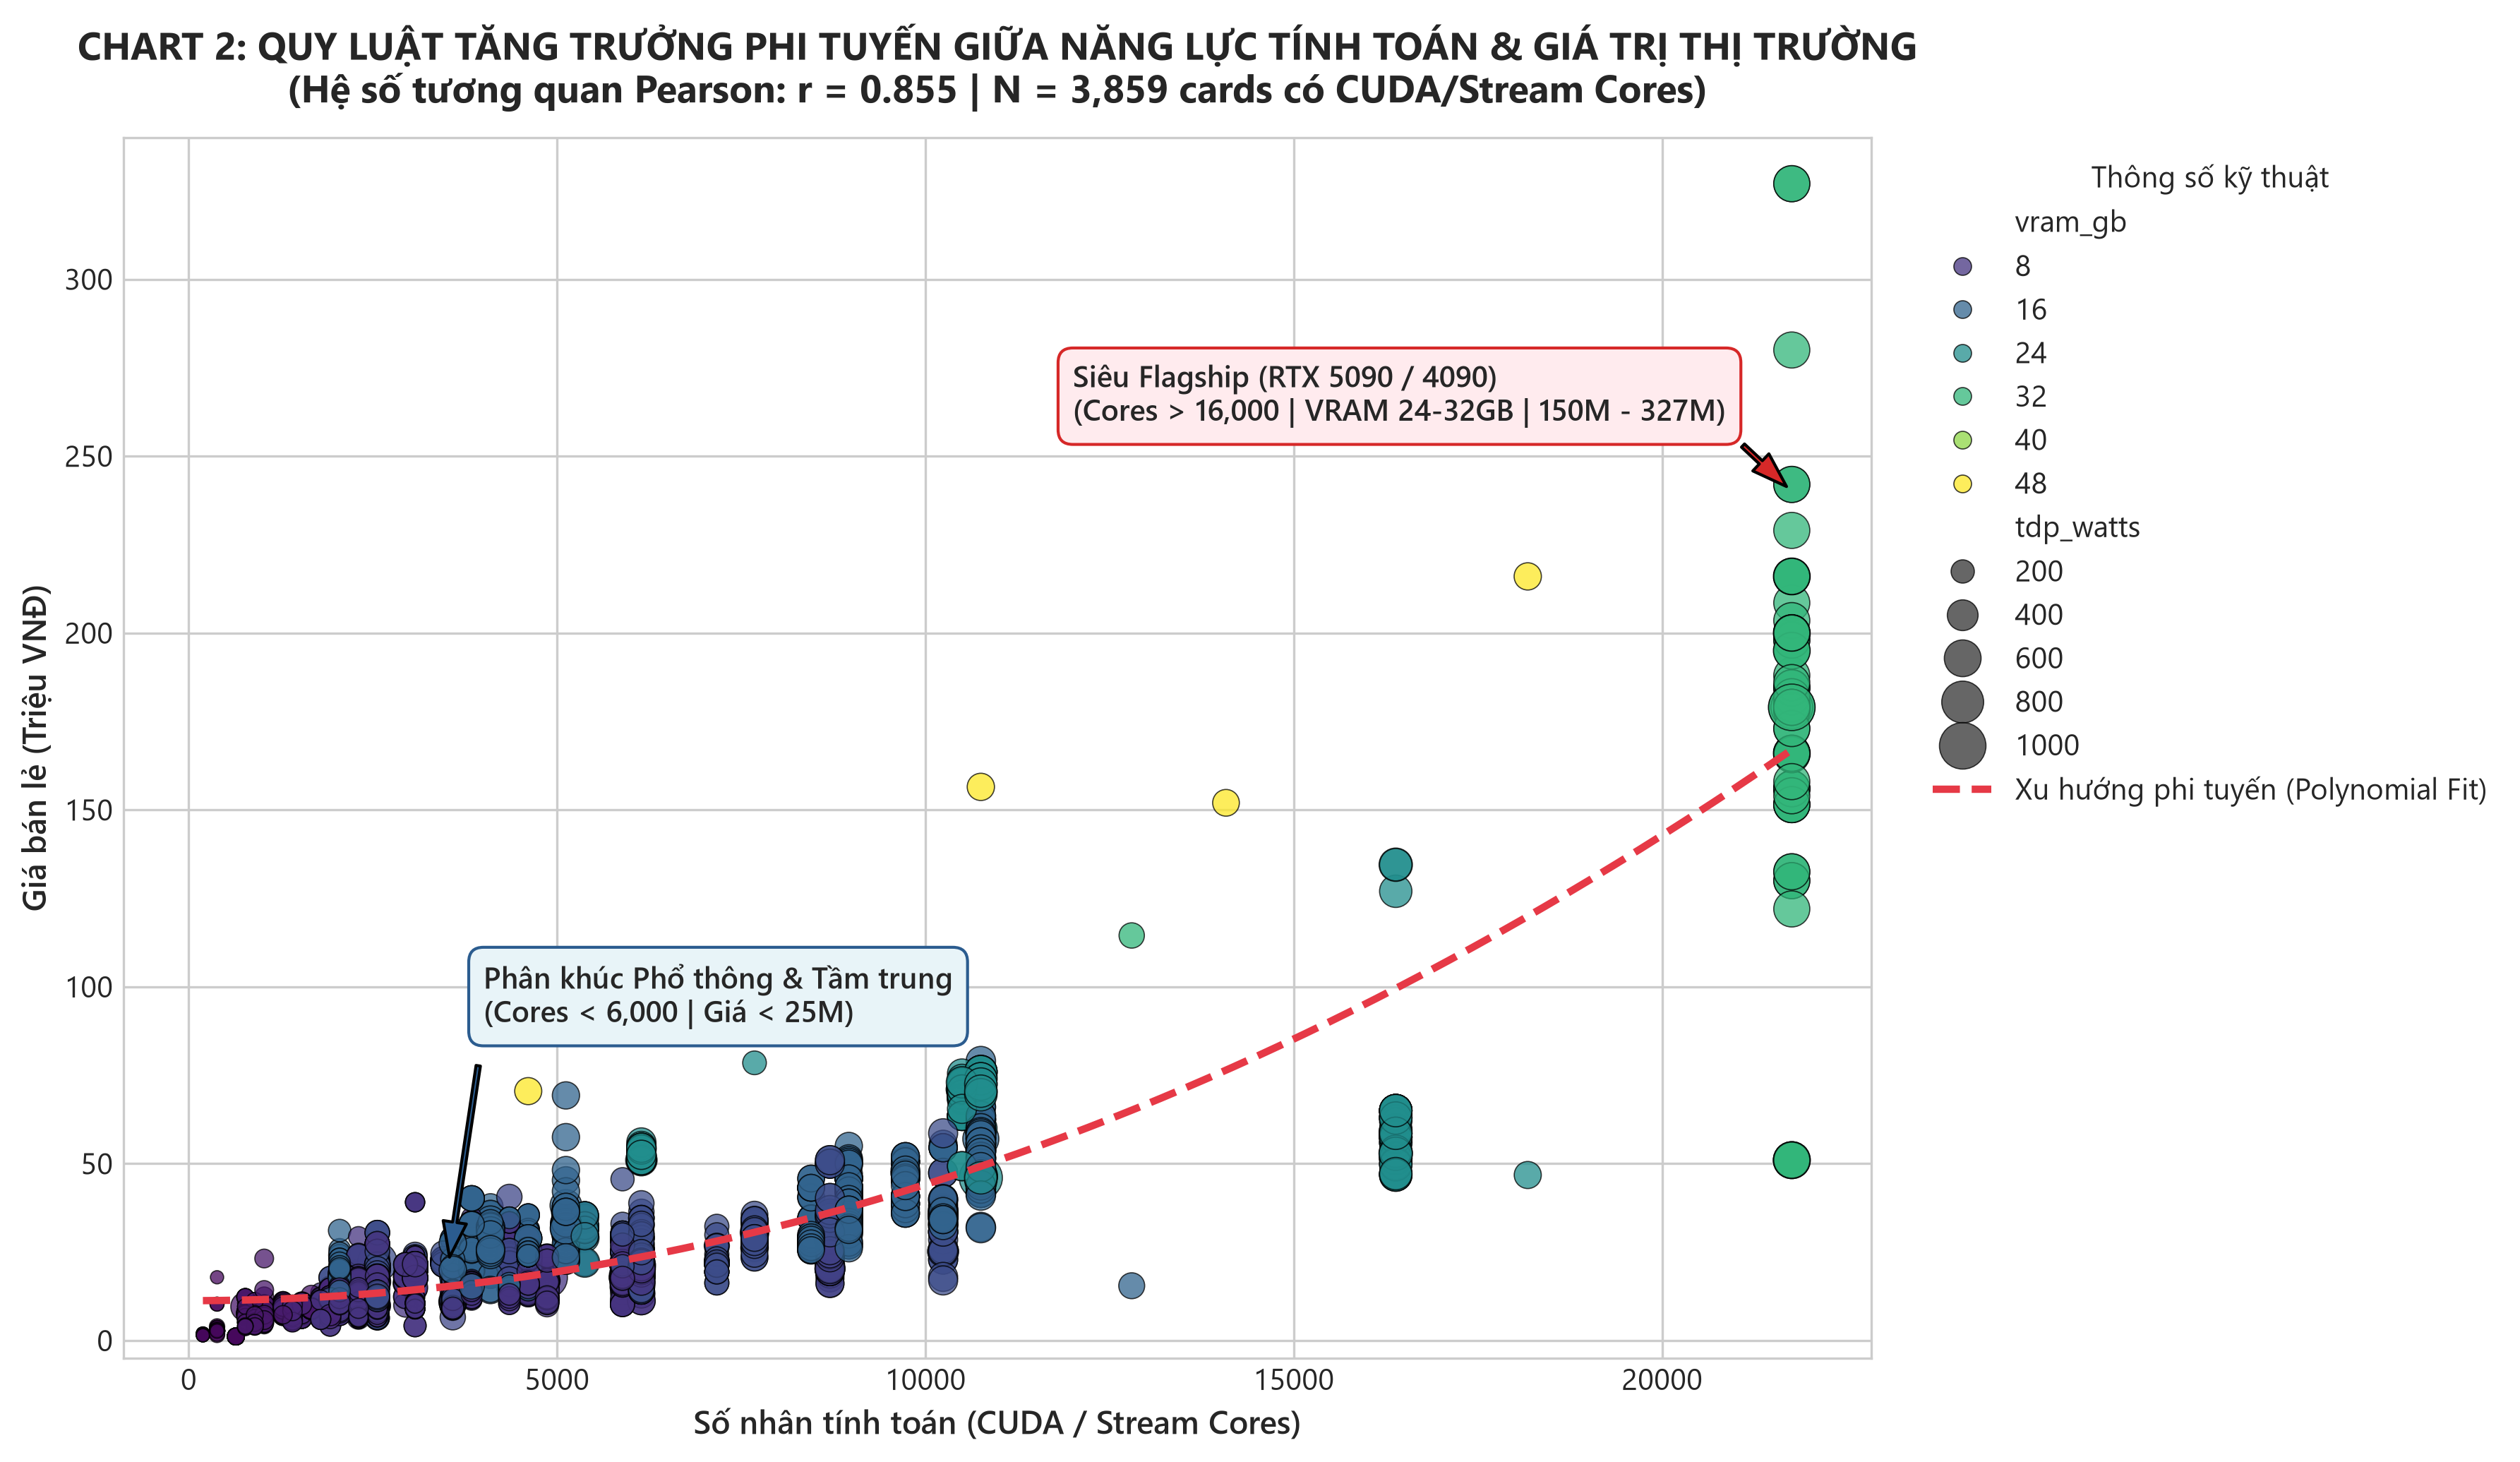 CHART 2: QUY LUẬT TĂNG TRƯỞNG PHI TUYẾN GIỮA NĂNG LỰC TÍNH TOÁN & GIÁ TRỊ THỊ TRƯỜNG
(Hệ số tương quan Pearson: r = 0.855 | N = 3,859 cards có CUDA/Stream Cores)
Giá bán lẻ (Triệu VNĐ)
300
250
200
150
100
50
0
Siêu Flagship (RTX 5090 / 4090)
(Cores > 16,000 | VRAM 24-32GB | 150M - 327M)
Phân khúc Phổ thông & Tầm trung
(Cores < 6,000 | Giá < 25M)
0
5000
10000
15000
20000
Số nhân tính toán (CUDA / Stream Cores)
Thông số kỹ thuật
vram_gb
8
16
24
32
40
48
tdp_watts
200
400
600
800
1000
Xu hướng phi tuyến (Polynomial Fit)